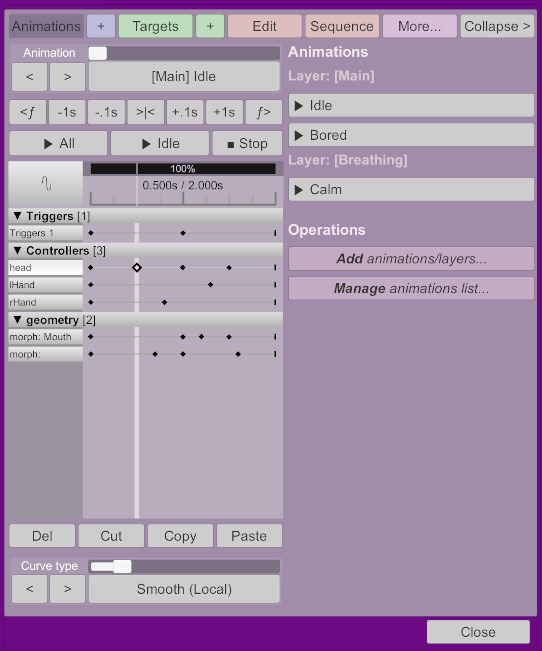 Animations + Targets + Edit Sequence More... Collapse >
Animation
< > [Main] Idle
<ƒ -1s -.1s >|< +.1s +1s ƒ>
▶ All ▶ Idle ■ Stop
100%
0.500s / 2.000s
▼ Triggers [1]
Triggers 1
▼ Controllers [3]
head
lHand
rHand
▼ geometry [2]
morph: Mouth
morph:
Del Cut Copy Paste
Curve type
< > Smooth (Local)
Animations
Layer: [Main]
▶ Idle
▶ Bored
Layer: [Breathing]
▶ Calm
Operations
Add animations/layers...
Manage animations list...
Close